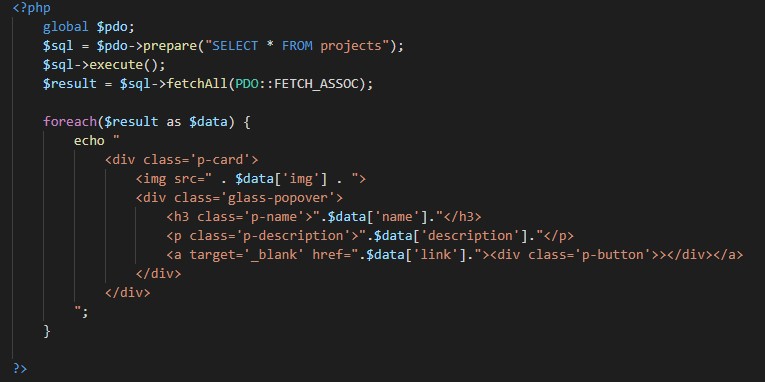 <?php
global $pdo;
$sql = $pdo->prepare("SELECT * FROM projects");
$sql->execute();
$result = $sql->fetchAll(PDO::FETCH_ASSOC);
foreach($result as $data) {
echo "
<div class='p-card'>
<img src=" . $data['img'] . ">
<div class='glass-popover'>
<h3 class='p-name'>".$data['name']."</h3>
<p class='p-description'>".$data['description']."</p>
<a target='_blank' href=".$data['link']."><div class='p-button'>></div></a>
</div>
</div>
";
}
?>